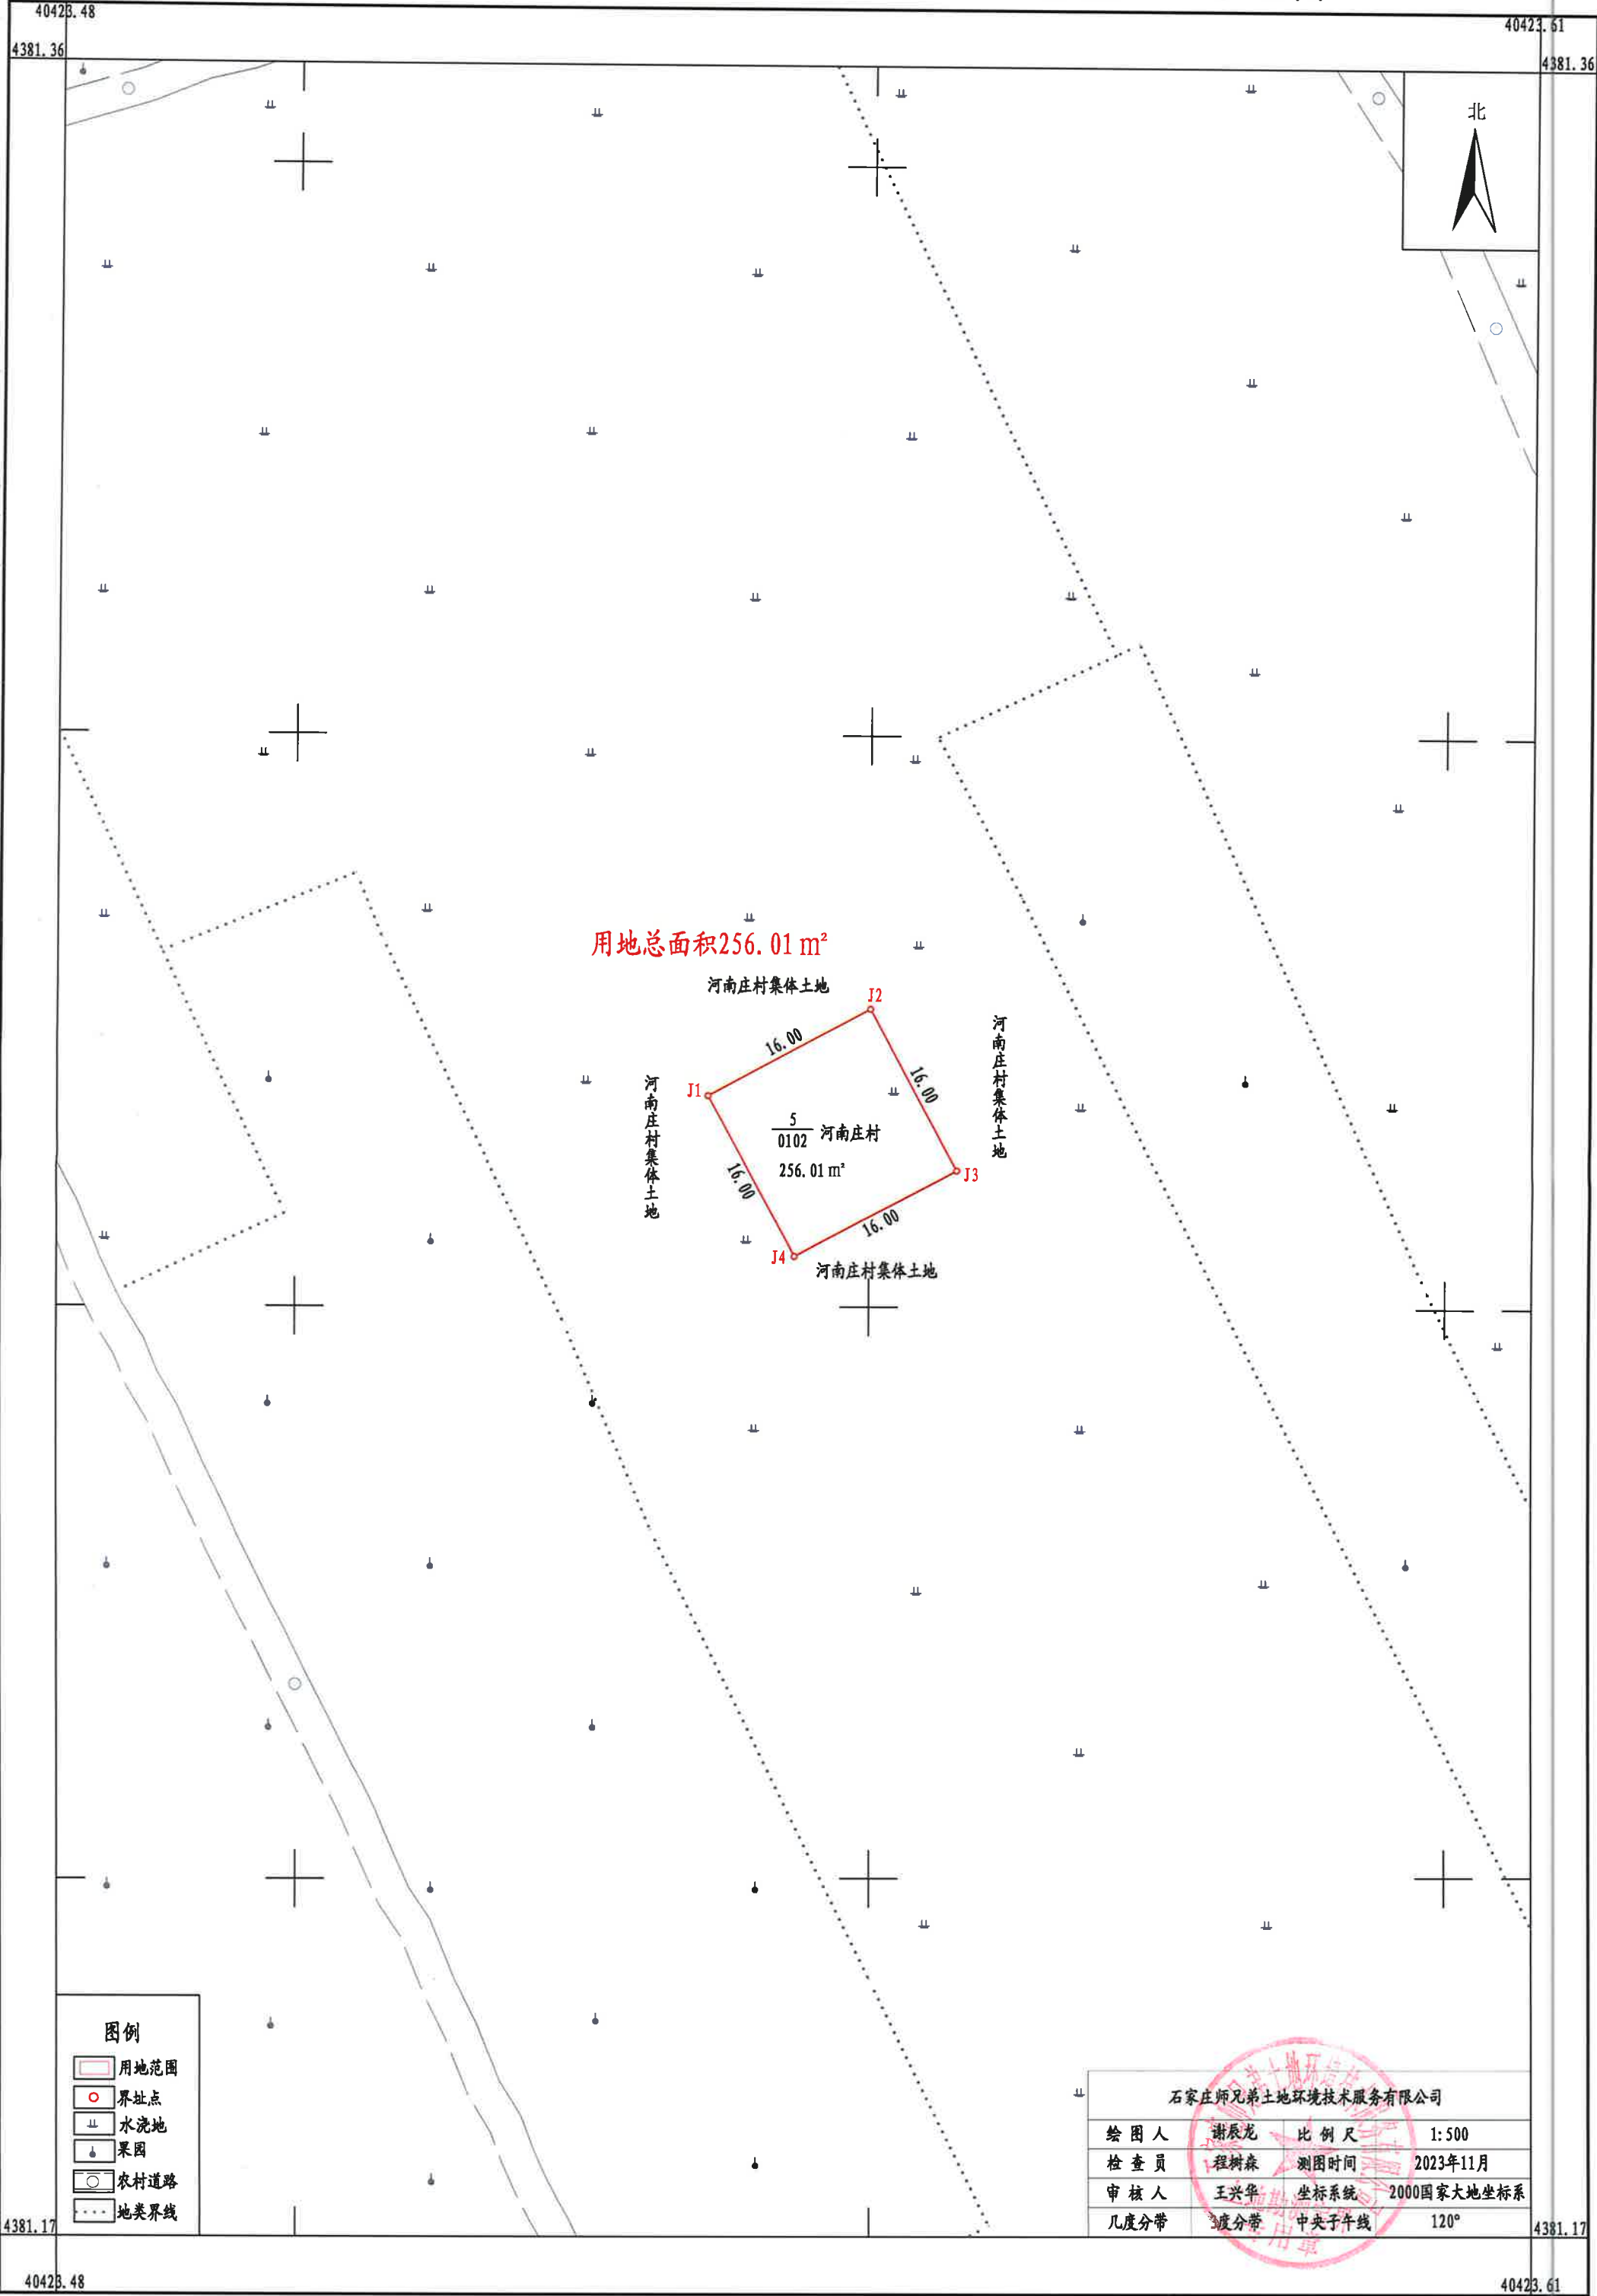 40423.48
40423.61
4381.36
4381.36
北
用地总面积256.01㎡
河南庄村集体土地
J2
16.00
河南庄村集体土地
16.00
J1
河南庄村集体土地
5
0102
河南庄村
256.01㎡
16.00
J3
16.00
J4
河南庄村集体土地
图例
用地范围
界址点
水浇地
果园
农村道路
地类界线
石家庄师兄弟土地环境技术服务有限公司
绘图人 谢辰龙 比例尺 1:500
检查员 程树森 测图时间 2023年11月
审核人 王兴华 坐标系统 2000国家大地坐标系
几度分带 3度分带 中央子午线 120°
4381.17
4381.17
40423.48
40423.61